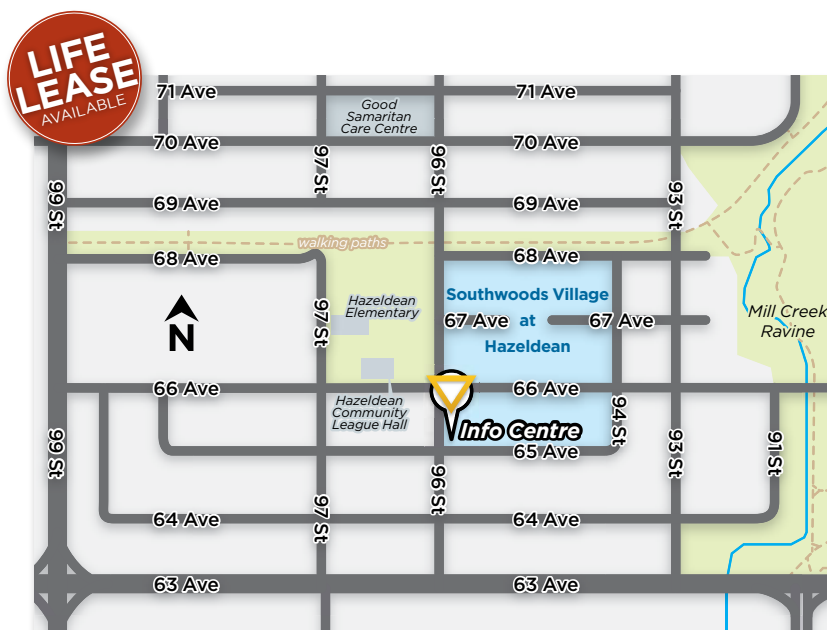 LIFE
LEASE
AVAILABLE
71 Ave
71 Ave
Good
Samaritan
Care Centre
70 Ave
70 Ave
97 St
96 St
99 St
93 St
69 Ave
69 Ave
walking paths
68 Ave
68 Ave
Hazeldean
Elementary
97 St
Southwoods Village
67 Ave at 67 Ave
Hazeldean
Mill Creek
Ravine
N
66 Ave
66 Ave
Hazeldean
Community
League Hall
Info Centre
94 St
65 Ave
99 St
96 St
93 St
91 St
97 St
64 Ave
64 Ave
63 Ave
63 Ave